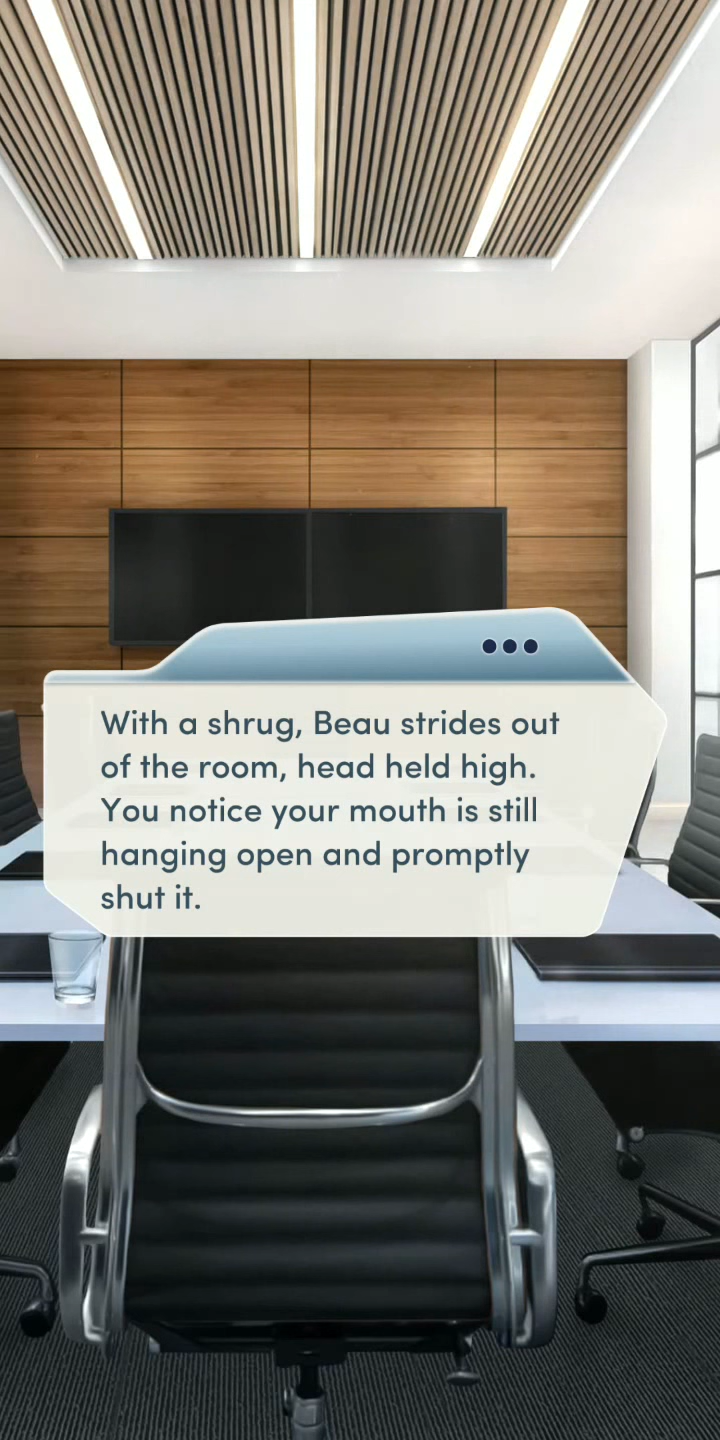 With a shrug, Beau strides out
of the room, head held high.
You notice your mouth is still
hanging open and promptly
shut it.